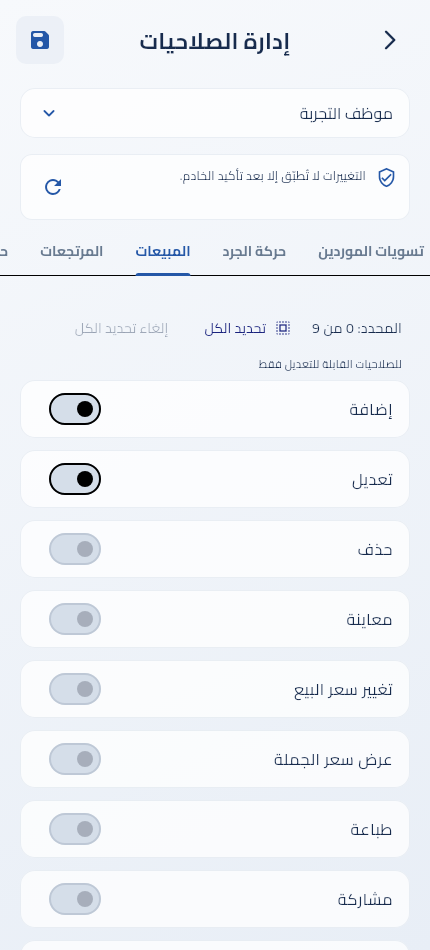 إدارة الصلاحيات
موظف التجربة
التغييرات لا تُطبّق إلا بعد تأكيد الخادم.
تسويات الموردين
حركة الجرد
المبيعات
المرتجعات
المحدد: 0 من 9
تحديد الكل
إلغاء تحديد الكل
للصلاحيات القابلة للتعديل فقط
إضافة
تعديل
حذف
معاينة
تغيير سعر البيع
عرض سعر الجملة
طباعة
مشاركة